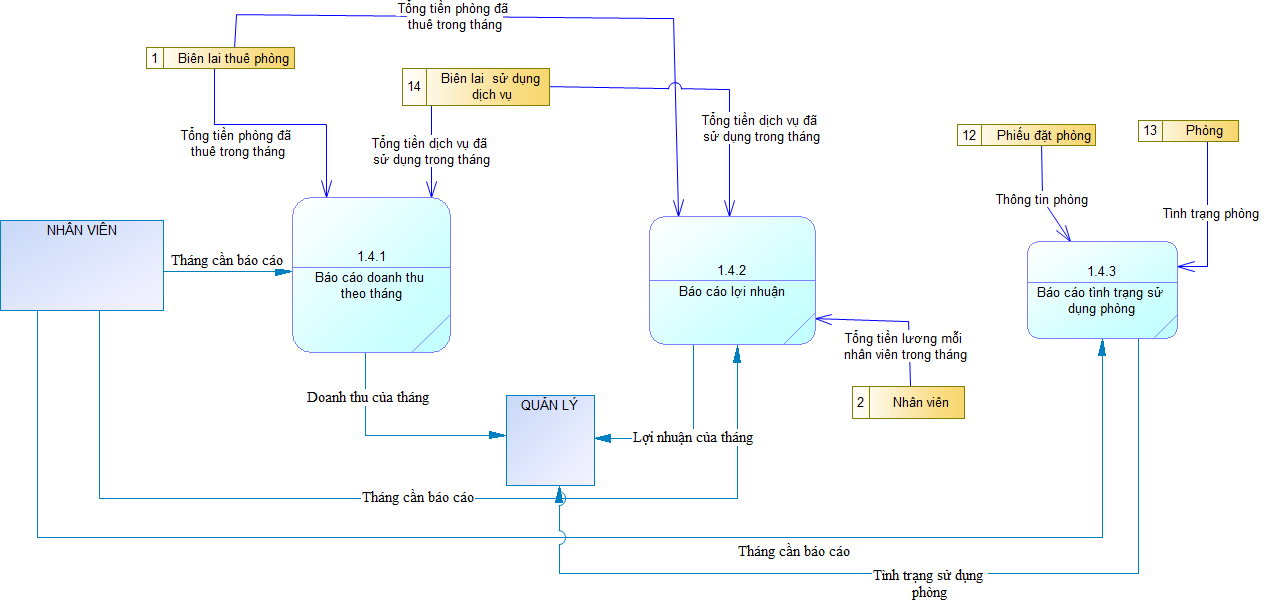 Tổng tiền phòng đã
thuê trong tháng
1 Biên lai thuê phòng
14 Biên lai sử dụng
dịch vụ
Tổng tiền phòng đã
thuê trong tháng
Tổng tiền dịch vụ đã
sử dụng trong tháng
Tổng tiền dịch vụ đã
sử dụng trong tháng
12 Phiếu đặt phòng
13 Phòng
Thông tin phòng
Tình trạng phòng
NHÂN VIÊN
Tháng cần báo cáo
1.4.1
Báo cáo doanh thu
theo tháng
1.4.2
Báo cáo lợi nhuận
1.4.3
Báo cáo tình trạng sử
dụng phòng
Tổng tiền lương mỗi
nhân viên trong tháng
2 Nhân viên
Doanh thu của tháng
QUẢN LÝ
Lợi nhuận của tháng
Tháng cần báo cáo
Tháng cần báo cáo
Tình trạng sử dụng
phòng